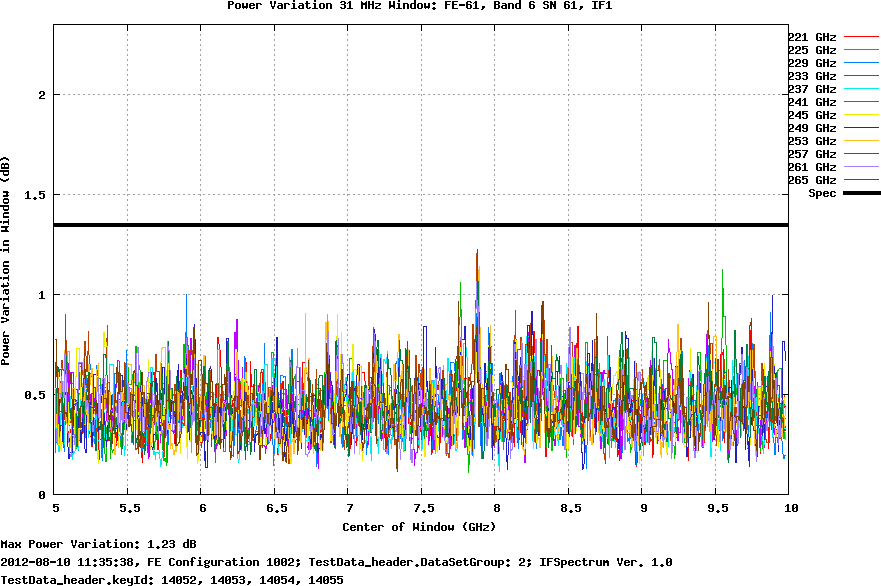 Power Variation 31 MHz Window: FE-61, Band 6 SN 61, IF1
221 GHz
225 GHz
229 GHz
233 GHz
237 GHz
241 GHz
245 GHz
249 GHz
253 GHz
257 GHz
261 GHz
265 GHz
Spec
Power Variation in Window (dB)
2
1.5
1
0.5
0
5 5.5 6 6.5 7 7.5 8 8.5 9 9.5 10
Center of Window (GHz)
Max Power Variation: 1.23 dB
2012-08-10 11:35:38, FE Configuration 1002; TestData_header.DataSetGroup: 2; IFSpectrum Ver. 1.0
TestData_header.keyId: 14052, 14053, 14054, 14055